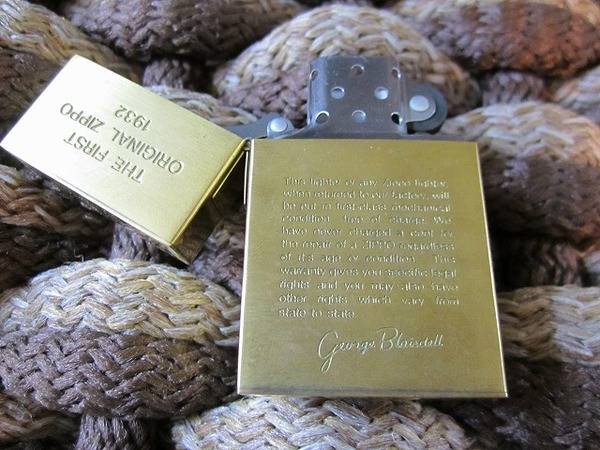 THE FIRST
ORIGINAL ZIPPO
1932
This lighter or any Zippo lighter,
when returned to our factory, will
be put in first-class mechanical
condition free of charge. We
have never charged a cent for
the repair of a ZIPPO regardless
of it's age or condition. This
warranty gives you specific legal
rights and you may also have
other rights which vary from
state to state.
George Blaisdell